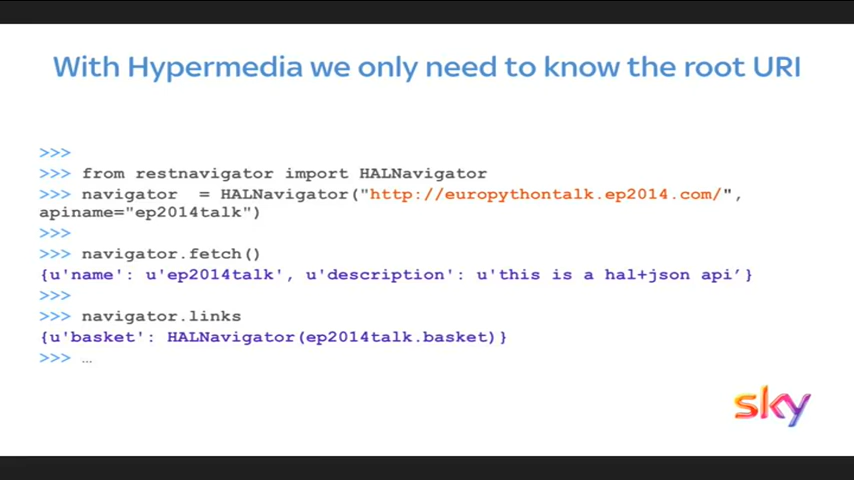 With Hypermedia we only need to know the root URI
>>>
>>> from restnavigator import HALNavigator
>>> navigator  = HALNavigator("http://europythontalk.ep2014.com/",
apiname="ep2014talk")
>>>
>>> navigator.fetch()
{u'name': u'ep2014talk', u'description': u'this is a hal+json api’}
>>>
>>> navigator.links
{u'basket': HALNavigator(ep2014talk.basket)}
>>> …
sky